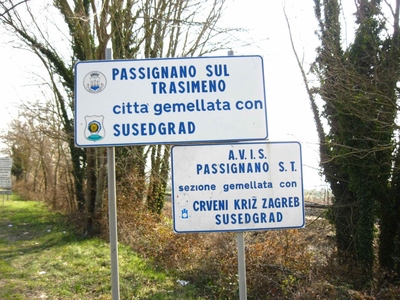 PASSIGNANO SUL
TRASIMENO
città gemellata con
SUSEDGRAD
A.V.I.S.
PASSIGNANO S.T.
sezione gemellata con
CRVENI KRIŽ ZAGREB
SUSEDGRAD